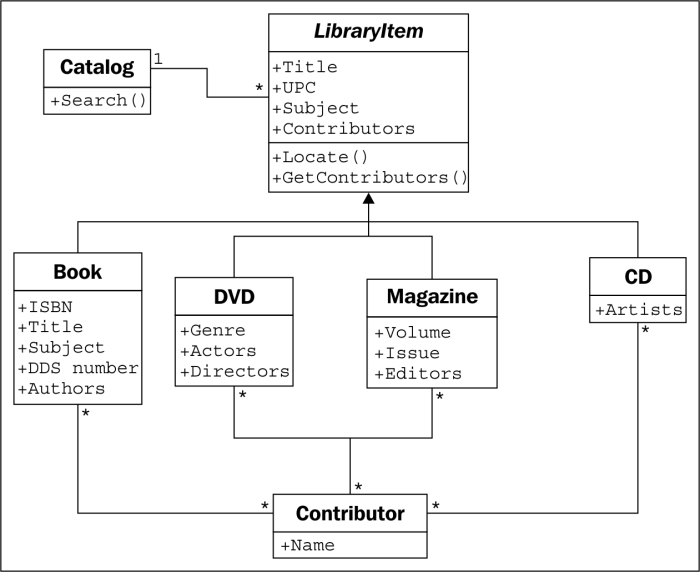 LibraryItem
+Title
+UPC
+Subject
+Contributors
+Locate()
+GetContributors()
Catalog
+Search()
1
*
Book
+ISBN
+Title
+Subject
+DDS number
+Authors
*
DVD
+Genre
+Actors
+Directors
*
Magazine
+Volume
+Issue
+Editors
*
CD
+Artists
*
*
*
*
Contributor
+Name